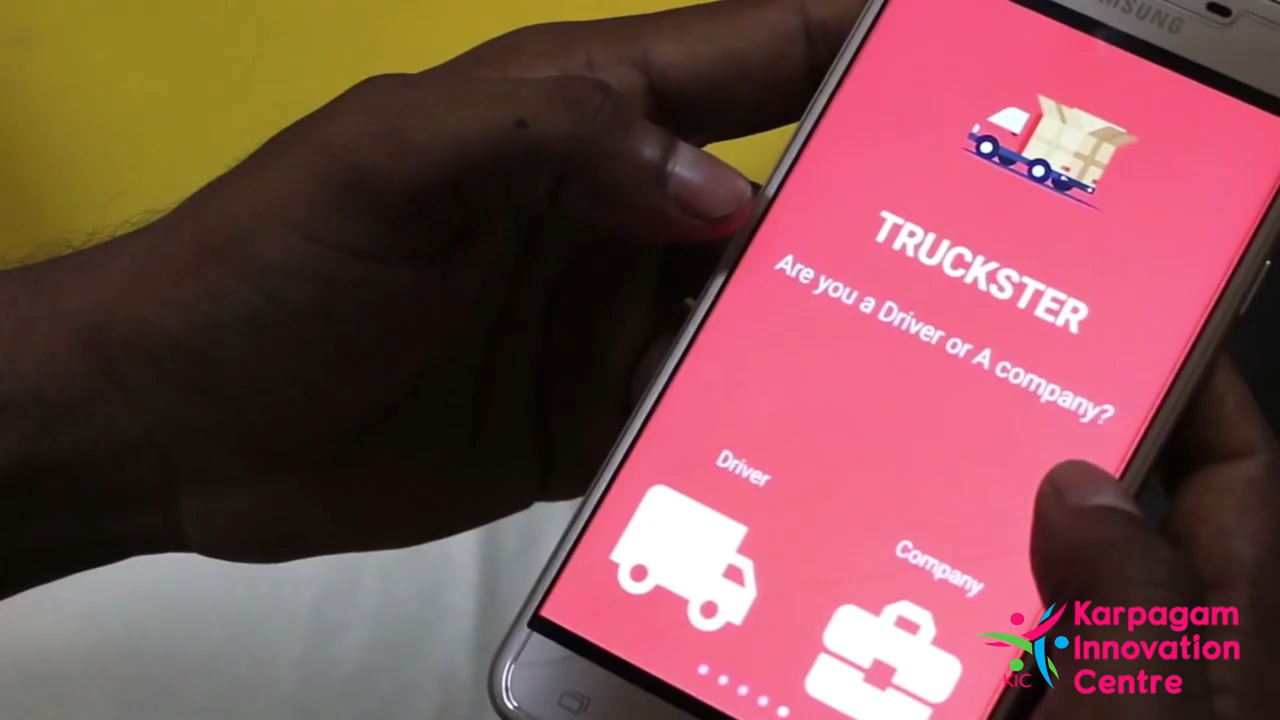 SAMSUNG
TRUCKSTER
Are you a Driver or A company?
Driver
Company
KIC
Karpagam
Innovation
Centre